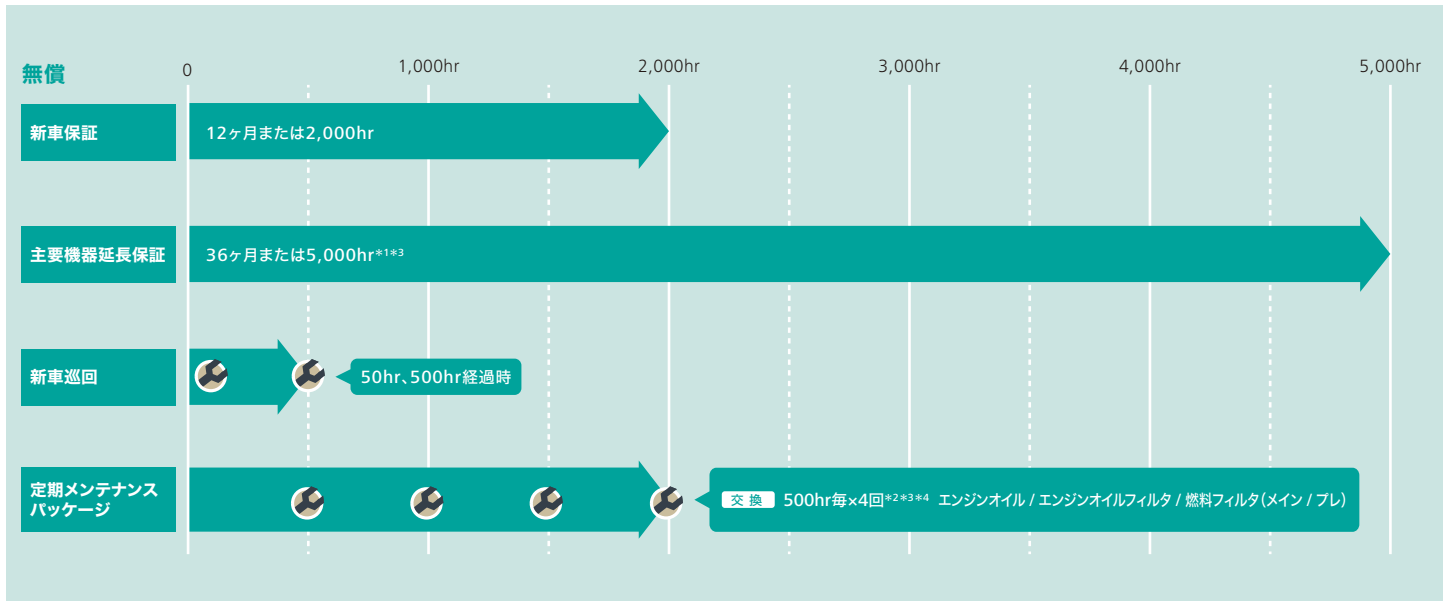 無償
0 1,000hr 2,000hr 3,000hr 4,000hr 5,000hr
新車保証
12ヶ月または2,000hr
主要機器延長保証
36ヶ月または5,000hr*1*3
新車巡回
50hr、500hr経過時
定期メンテナンス
パッケージ
交換 500hr毎×4回*2*3*4 エンジンオイル / エンジンオイルフィルタ / 燃料フィルタ(メイン / プレ)